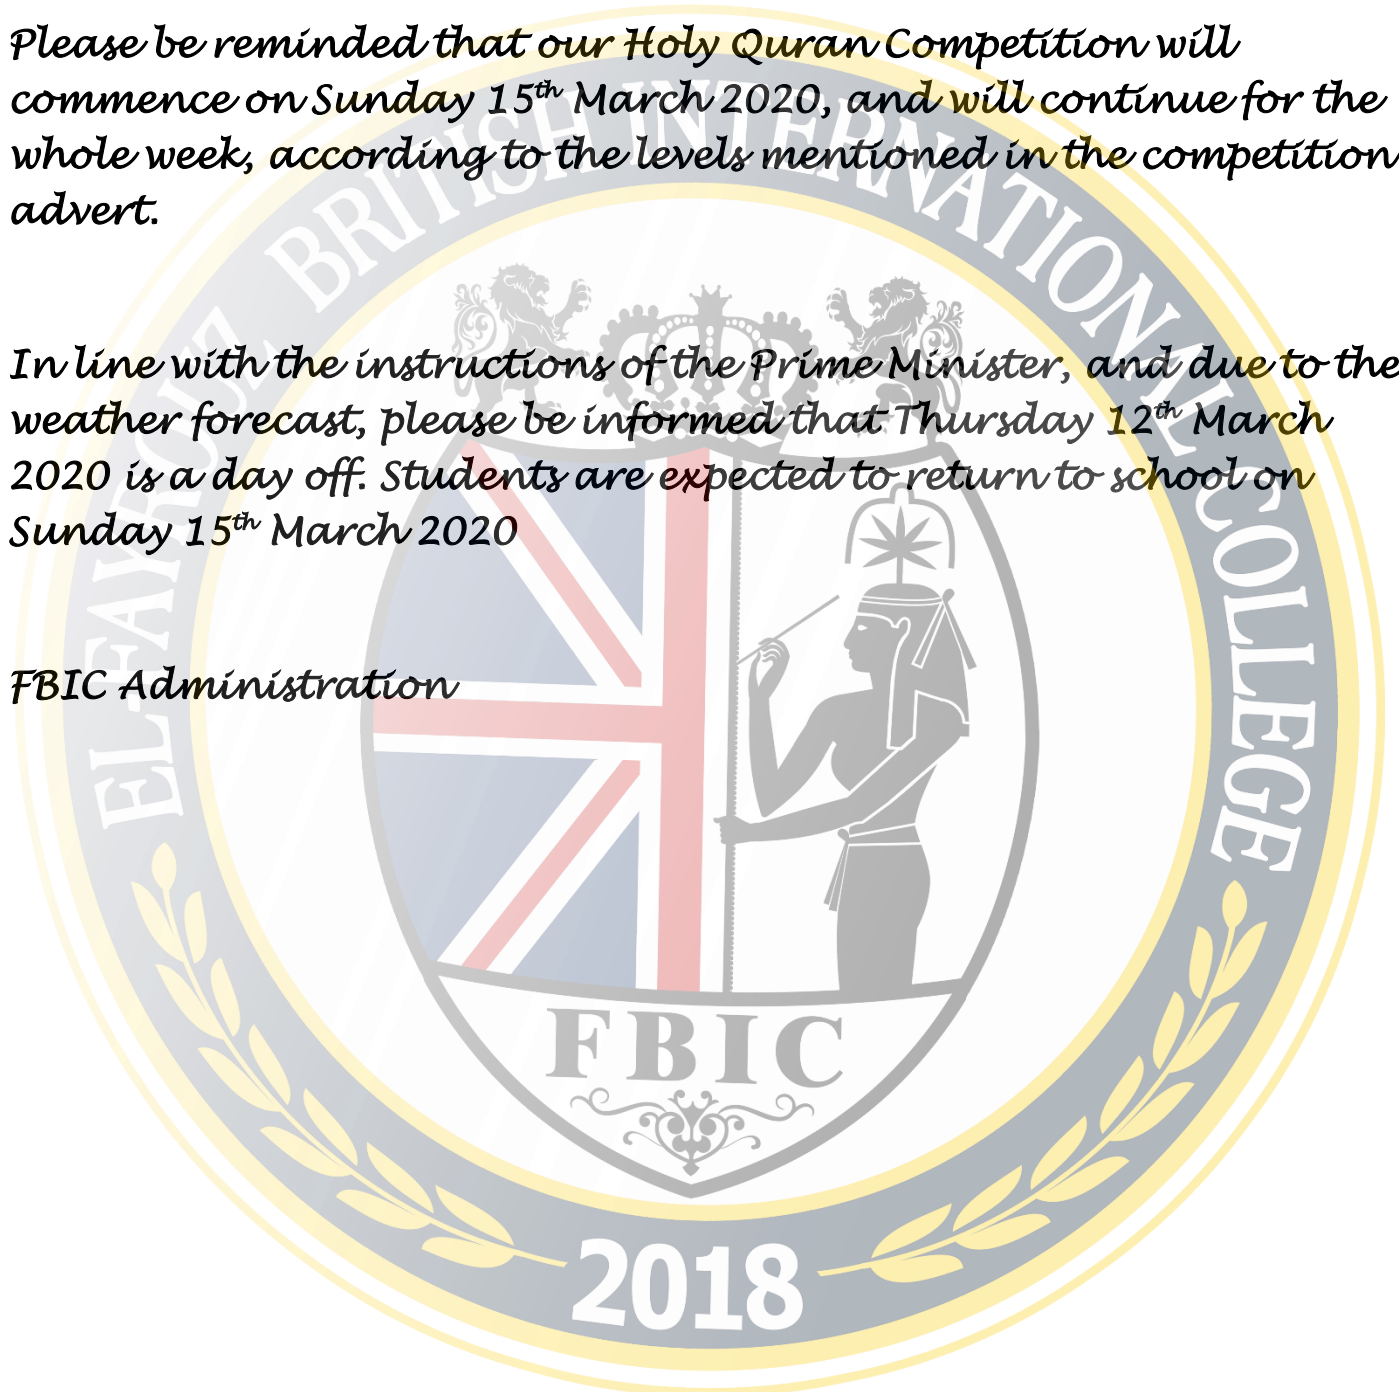 Please be reminded that our Holy Quran Competition will
commence on Sunday 15th March 2020, and will continue for the
whole week, according to the levels mentioned in the competition
advert.
In line with the instructions of the Prime Minister, and due to the
weather forecast, please be informed that Thursday 12th March
2020 is a day off. Students are expected to return to school on
Sunday 15th March 2020
FBIC Administration
EL-FAYROUZ BRITISH INTERNATIONAL COLLEGE
FBIC
2018